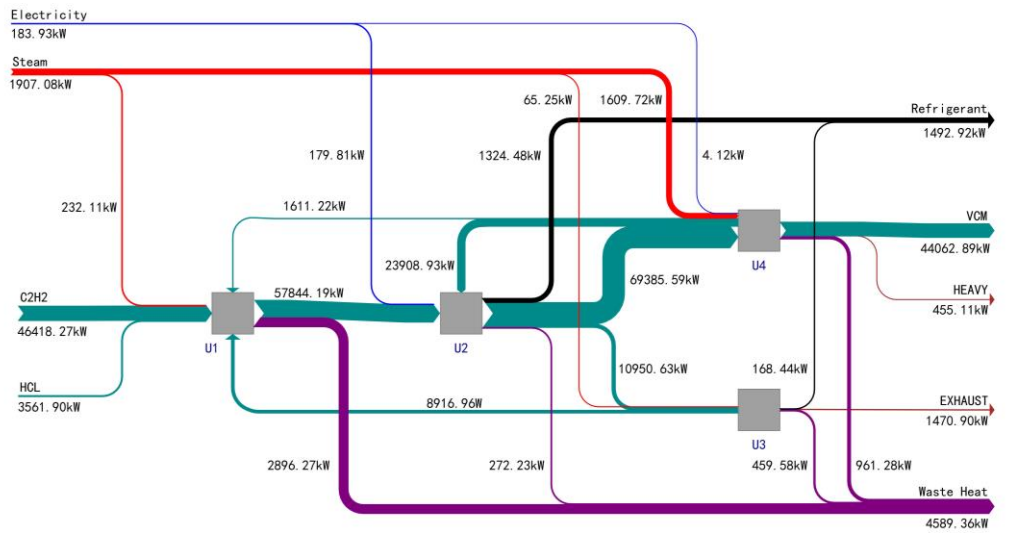 Electricity
183.93kW
Steam
1907.08kW
65.25kW
1609.72kW
Refrigerant
1492.92kW
179.81kW
1324.48kW
4.12kW
232.11kW
1611.22kW
VCM
44062.89kW
23908.93kW
69385.59kW
U4
C2H2
46418.27kW
57844.19kW
HEAVY
455.11kW
U1
U2
HCL
3561.90kW
10950.63kW
168.44kW
8916.96kW
EXHAUST
1470.90kW
U3
2896.27kW
272.23kW
459.58kW
961.28kW
Waste Heat
4589.36kW